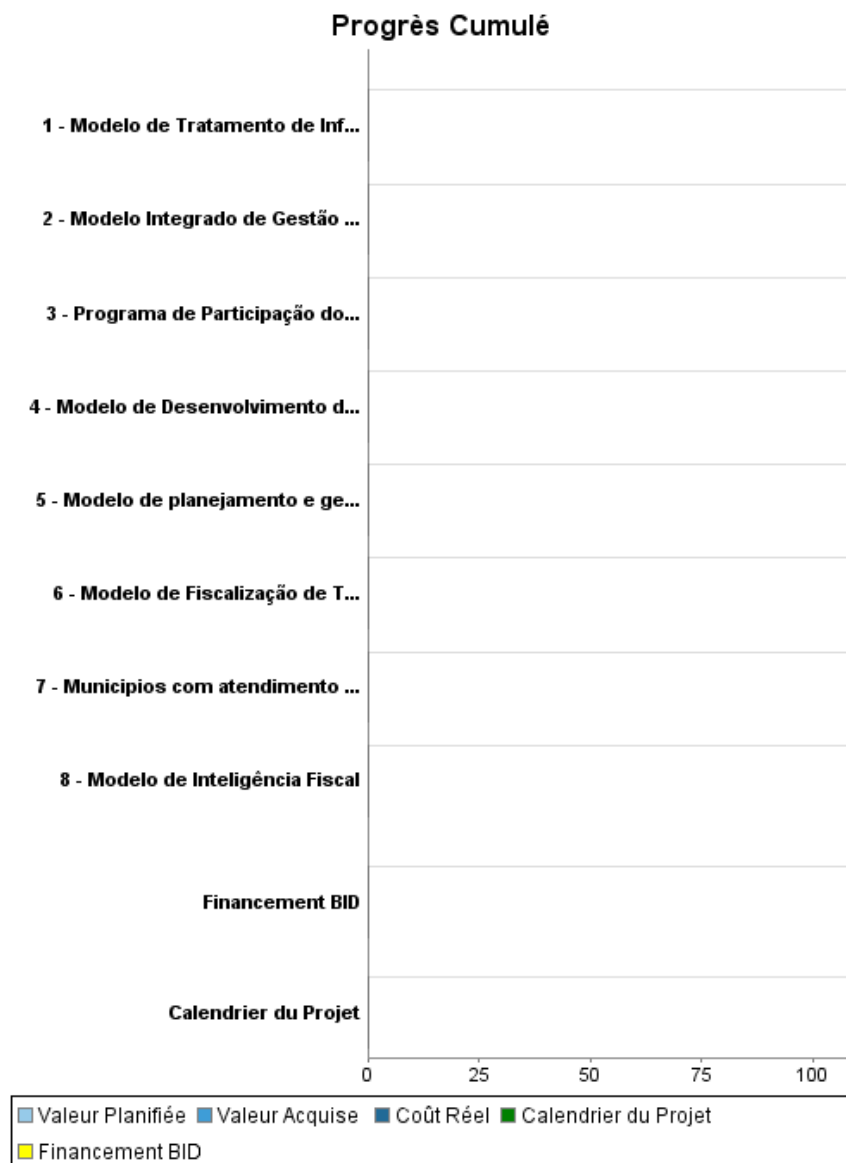 Progrès Cumulé
1 - Modelo de Tratamento de Inf...
2 - Modelo Integrado de Gestão ...
3 - Programa de Participação do...
4 - Modelo de Desenvolvimento d...
5 - Modelo de planejamento e ge...
6 - Modelo de Fiscalização de T...
7 - Municipios com atendimento ...
8 - Modelo de Inteligência Fiscal
Financement BID
Calendrier du Projet
0 25 50 75 100
Valeur Planifiée Valeur Acquise Coût Réel Calendrier du Projet
Financement BID